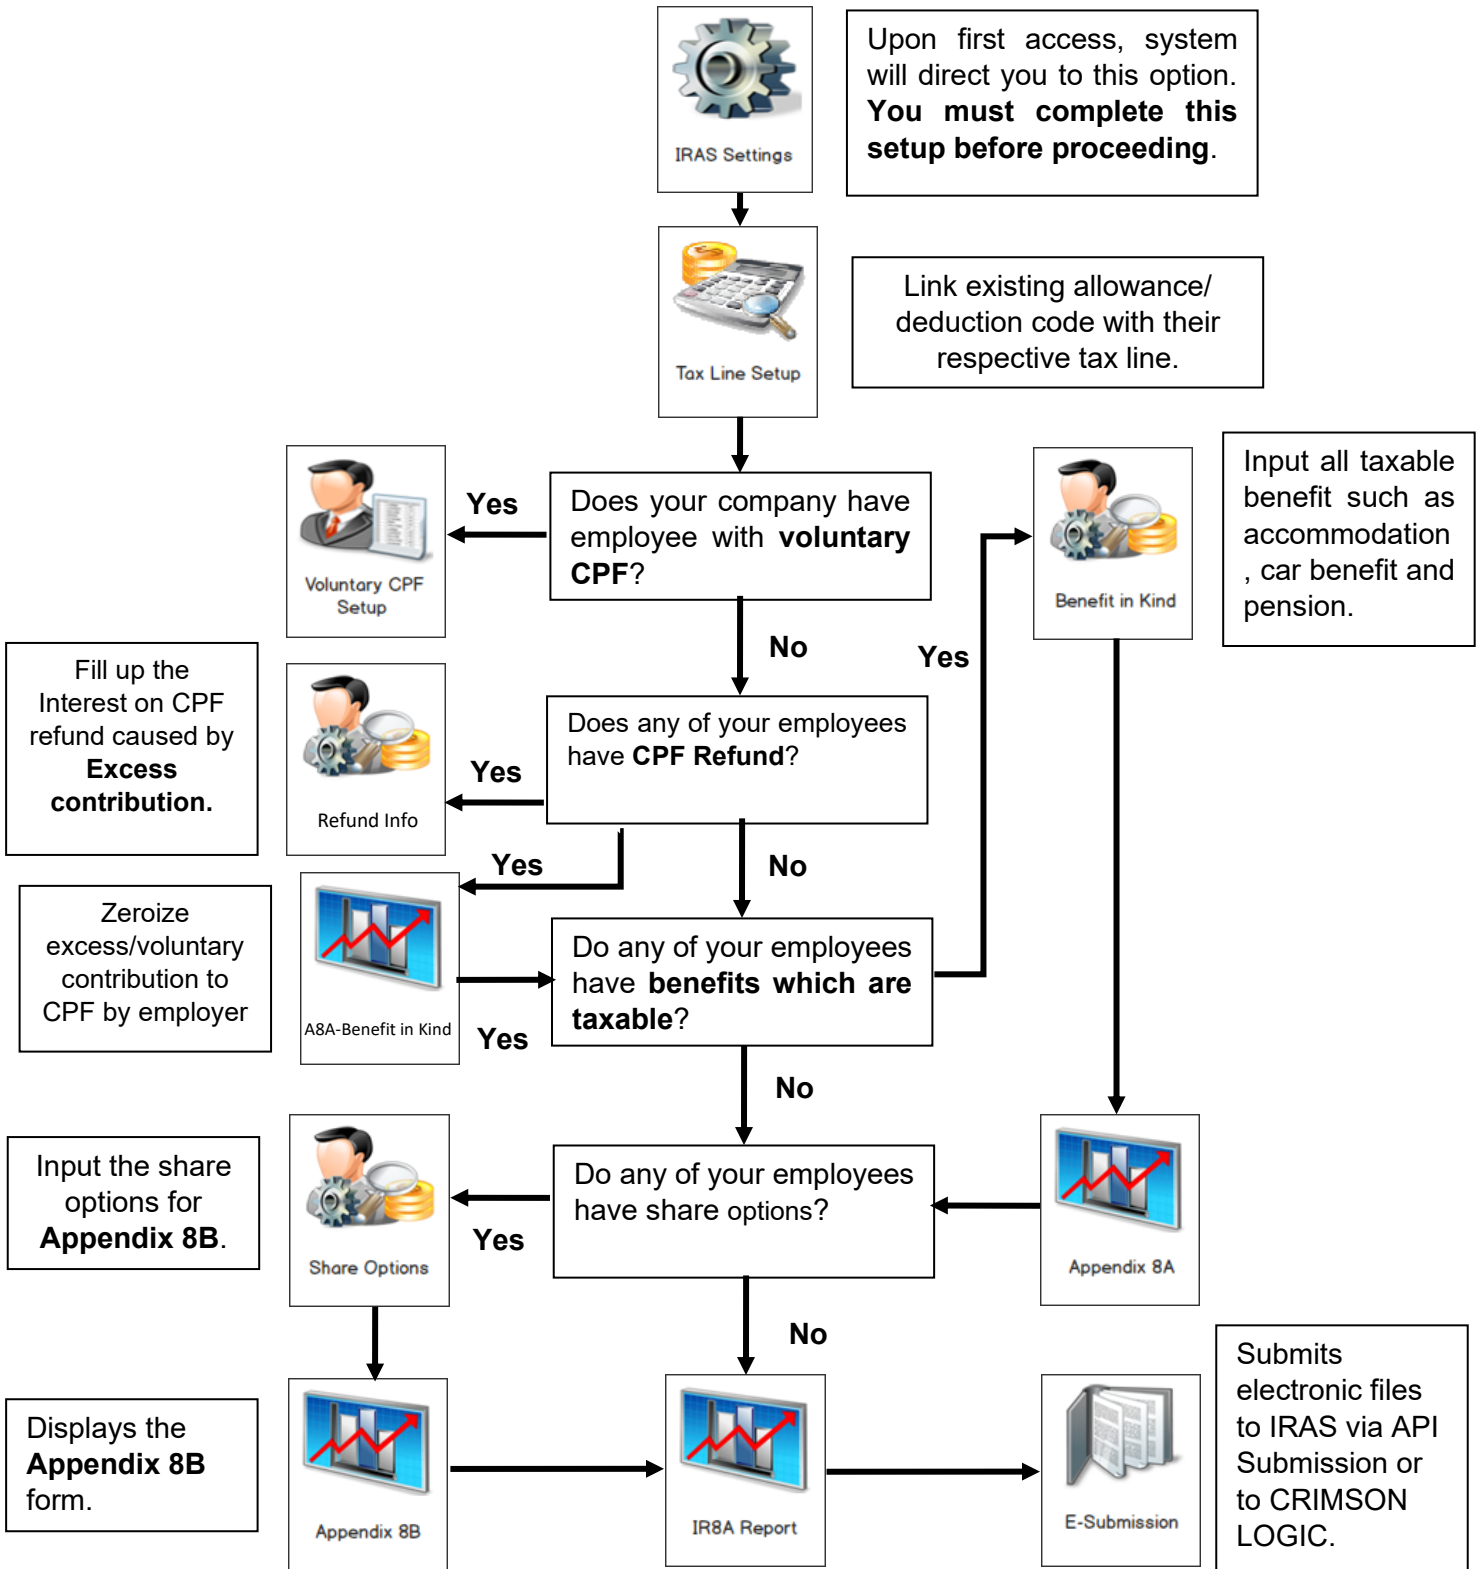 IRAS Settings
Upon first access, system
will direct you to this option.
You must complete this
setup before proceeding.
Tax Line Setup
Link existing allowance/
deduction code with their
respective tax line.
Voluntary CPF
Setup
Yes
Does your company have
employee with voluntary
CPF?
Benefit in Kind
Input all taxable
benefit such as
accommodation
, car benefit and
pension.
No
Yes
Fill up the
Interest on CPF
refund caused by
Excess
contribution.
Refund Info
Yes
Does any of your employees
have CPF Refund?
Yes
No
Zeroize
excess/voluntary
contribution to
CPF by employer
A8A-Benefit in Kind
Yes
Do any of your employees
have benefits which are
taxable?
No
Input the share
options for
Appendix 8B.
Share Options
Yes
Do any of your employees
have share options?
Appendix 8A
No
Displays the
Appendix 8B
form.
Appendix 8B
IR8A Report
E-Submission
Submits
electronic files
to IRAS via API
Submission or
to CRIMSON
LOGIC.